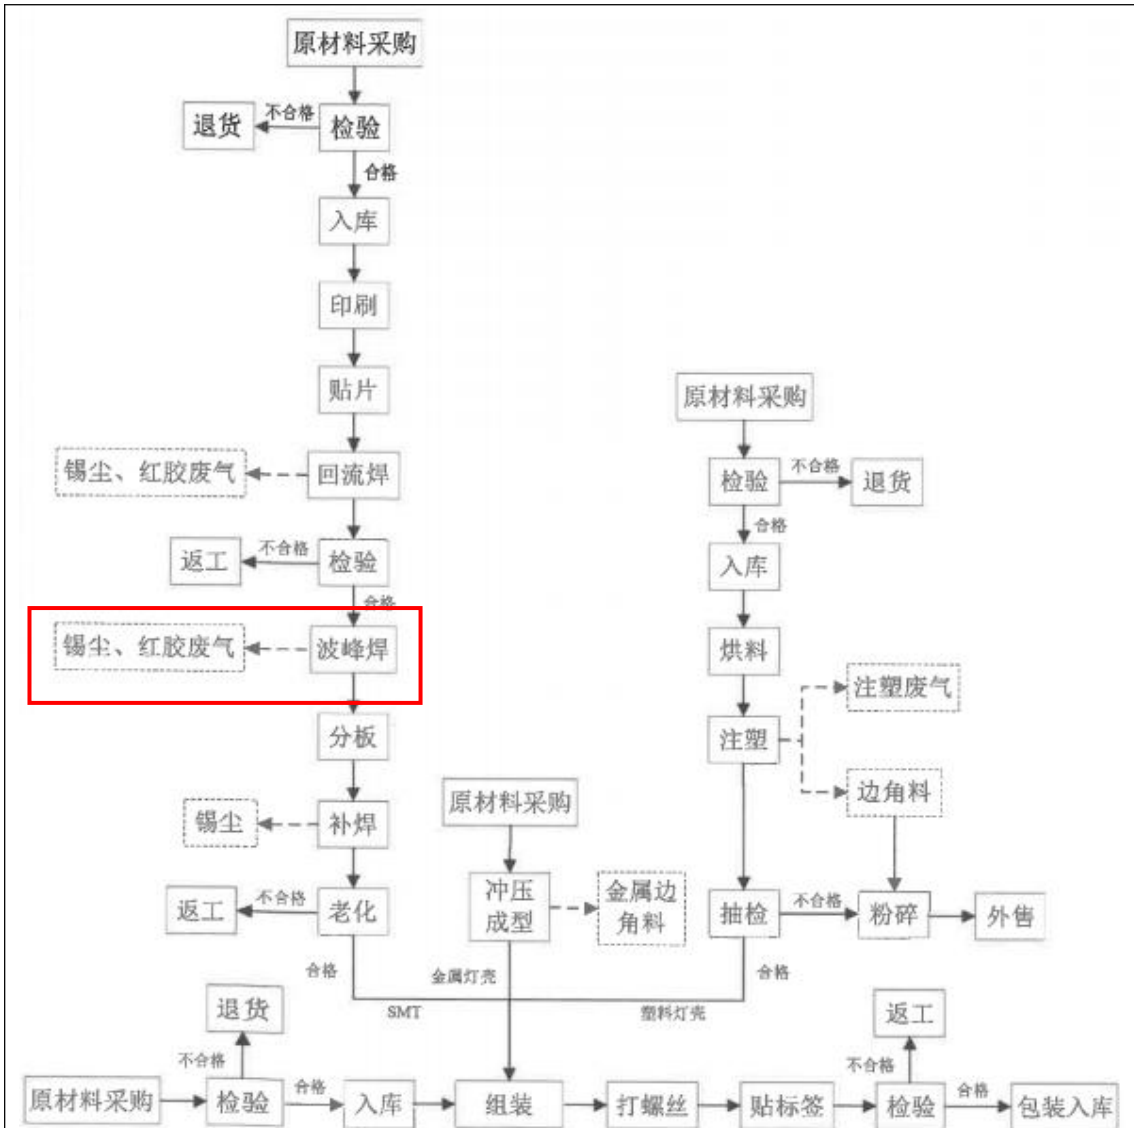 原材料采购
退货
不合格
检验
合格
入库
印刷
贴片
锡尘、红胶废气
回流焊
返工
不合格
检验
合格
锡尘、红胶废气
波峰焊
分板
锡尘
补焊
返工
不合格
老化
合格
SMT
原材料采购
冲压
成型
金属边
角料
金属灯壳
原材料采购
检验
不合格
退货
合格
入库
烘料
注塑
注塑废气
边角料
抽检
不合格
粉碎
外售
合格
塑料灯壳
退货
不合格
原材料采购
检验
合格
入库
组装
打螺丝
贴标签
返工
不合格
检验
合格
包装入库